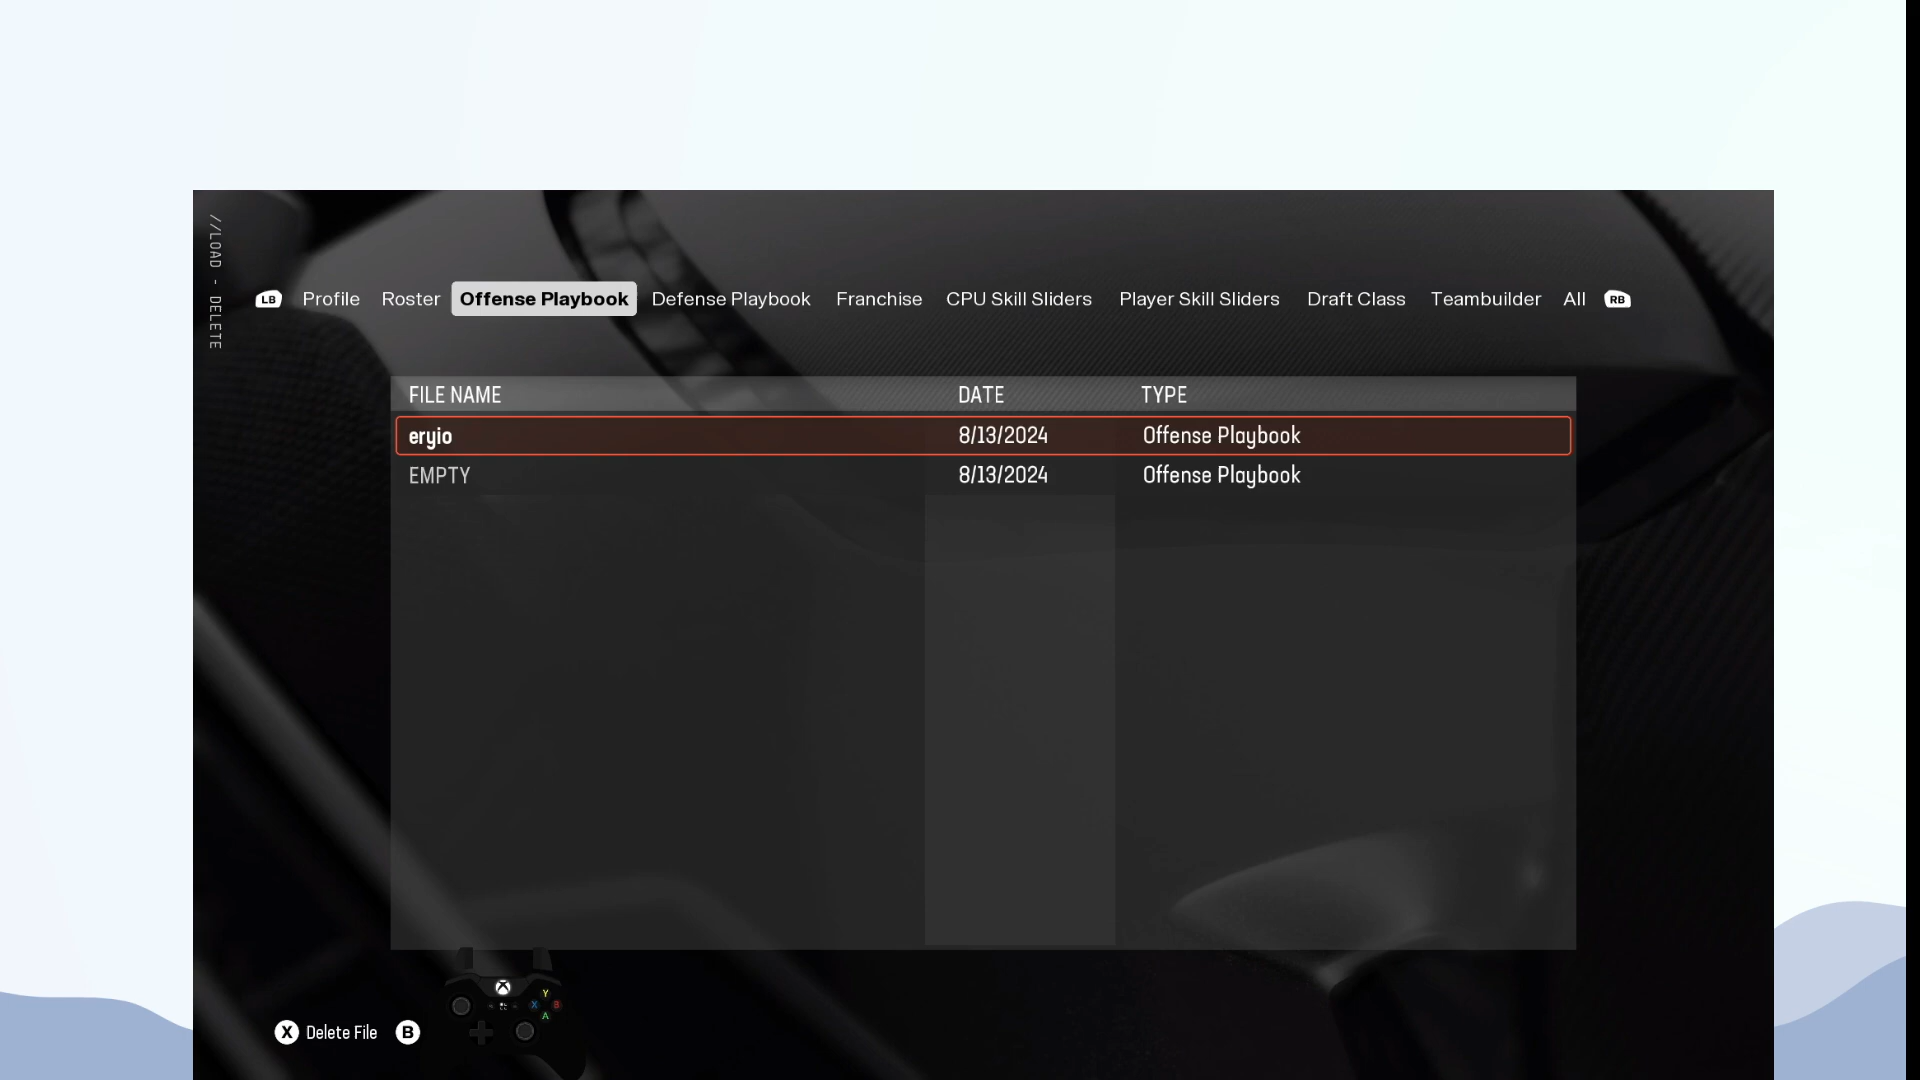 //LOAD - DELETE
LB Profile Roster Offense Playbook Defense Playbook Franchise CPU Skill Sliders Player Skill Sliders Draft Class Teambuilder All RB
FILE NAME DATE TYPE
eryio 8/13/2024 Offense Playbook
EMPTY 8/13/2024 Offense Playbook
Y
X B
A
X Delete File B